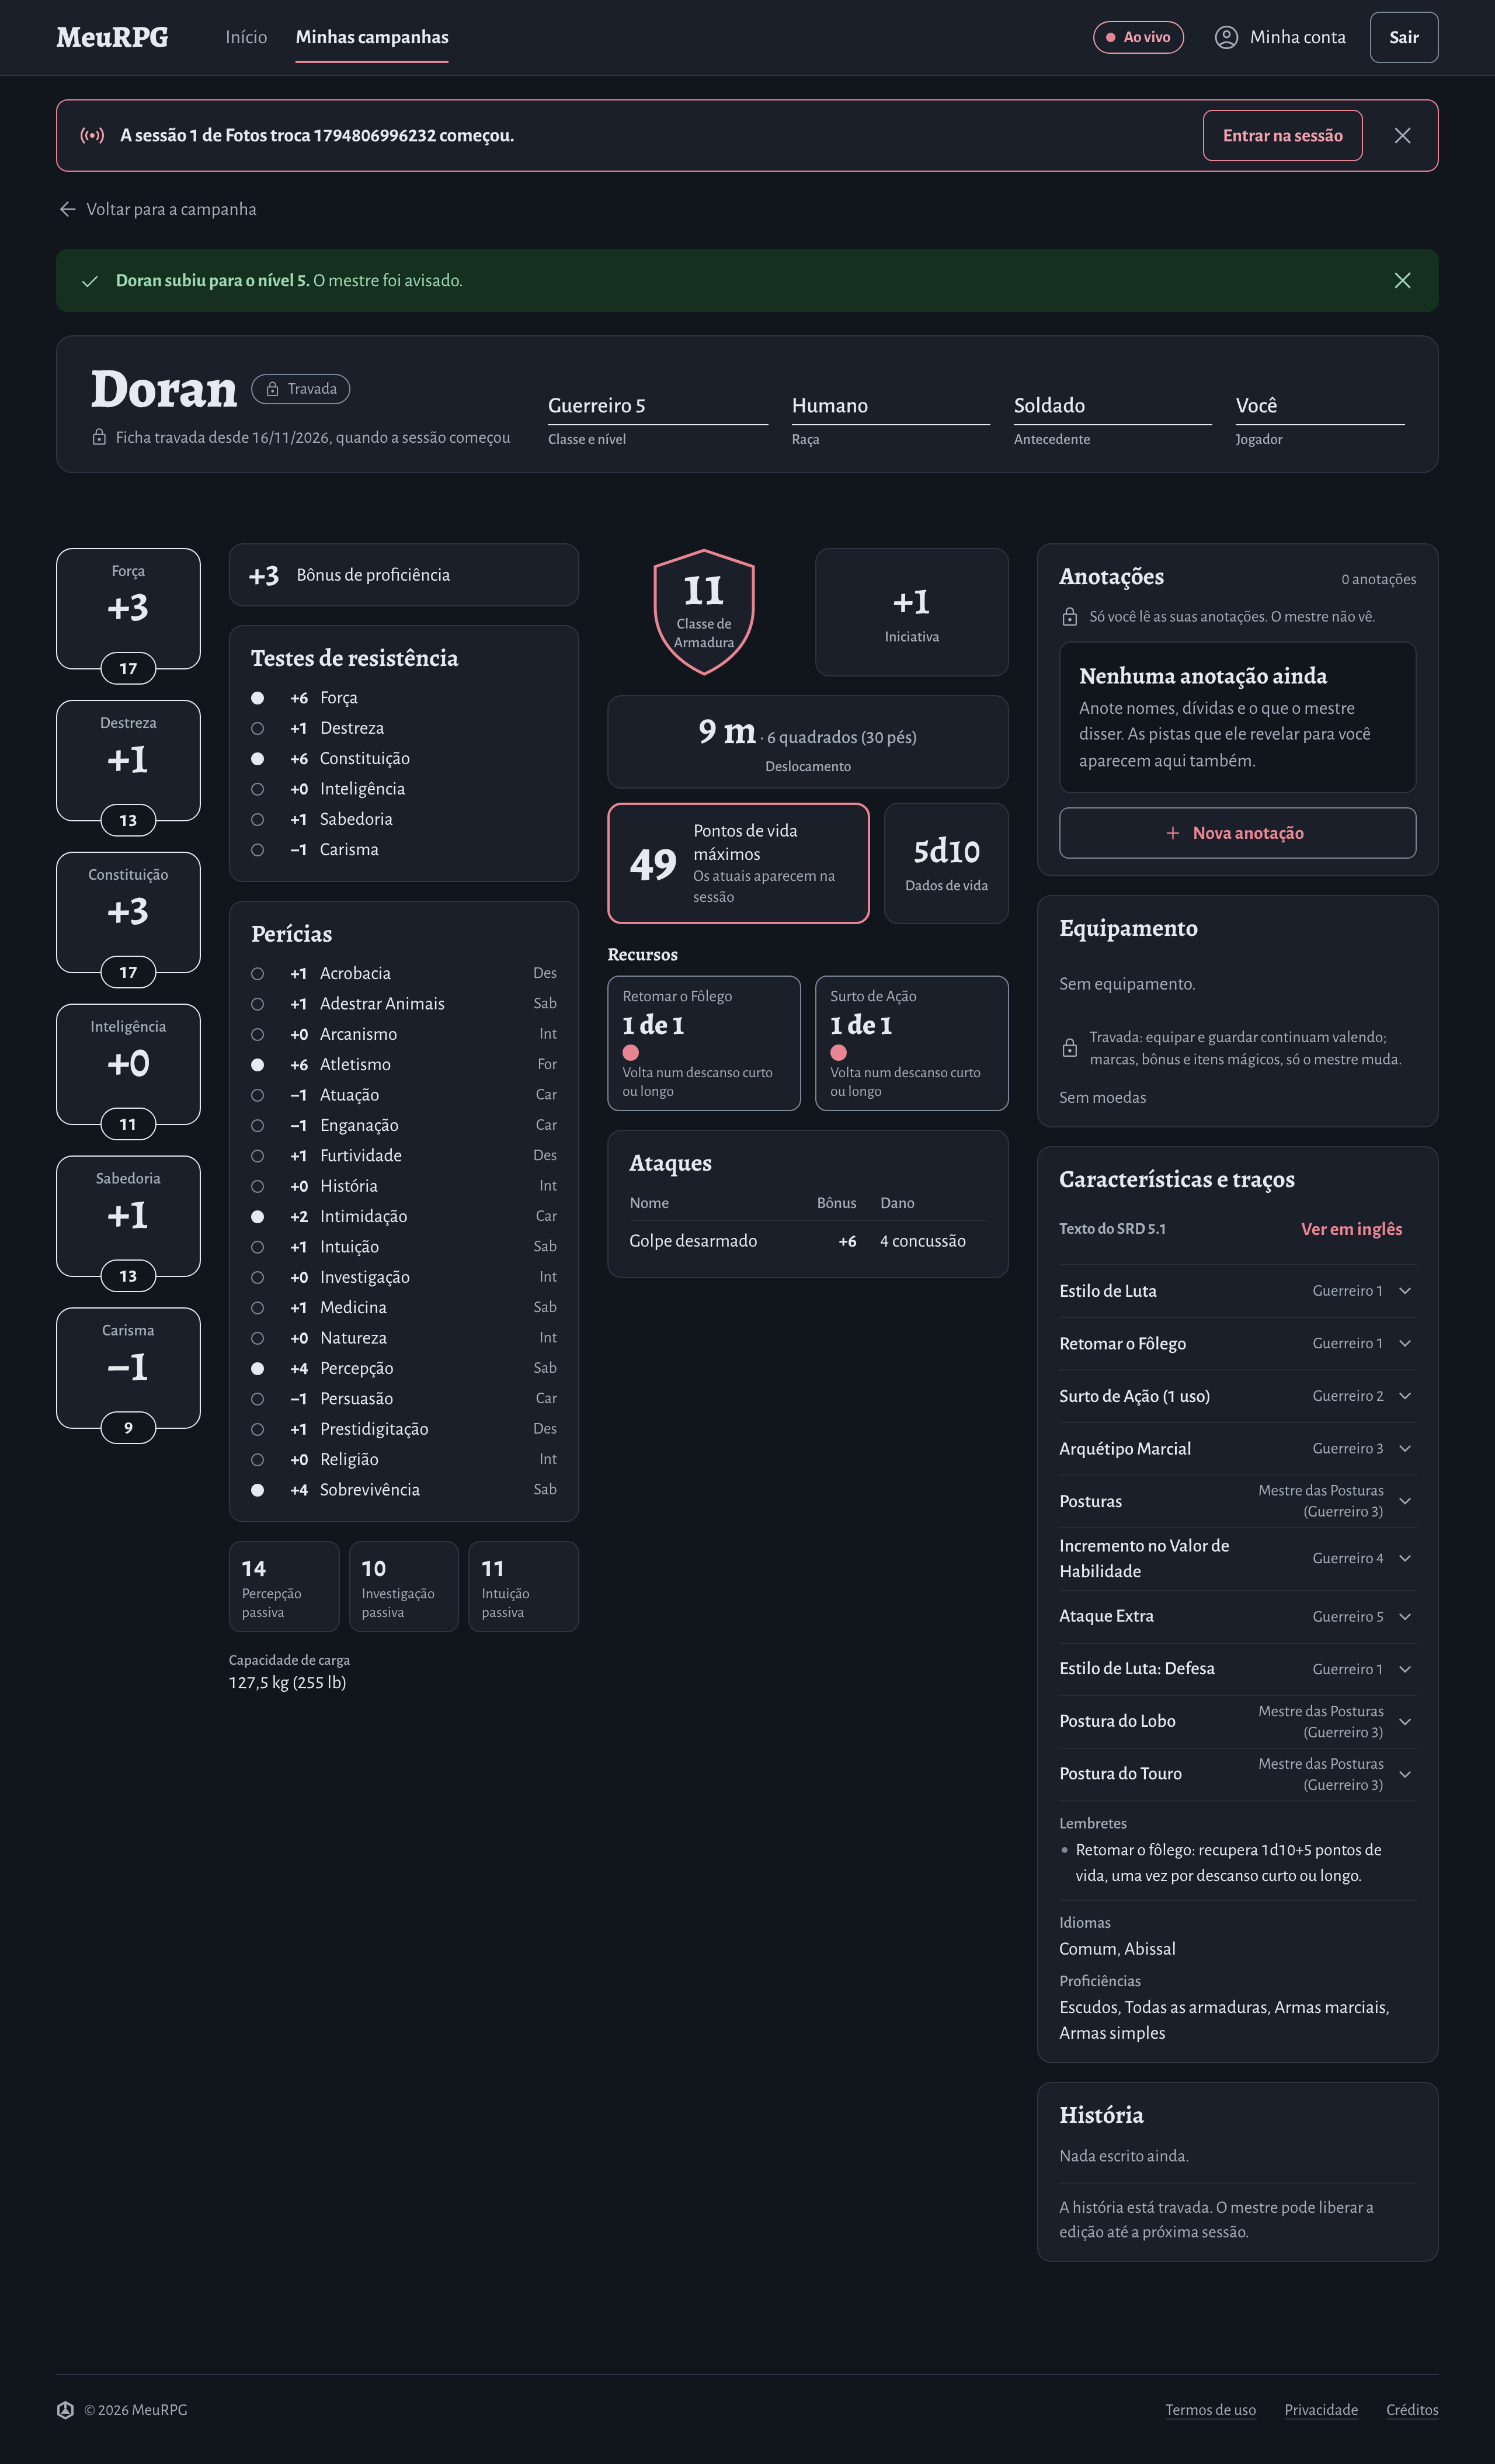 MeuRPG
Início
Minhas campanhas
Ao vivo
Minha conta
Sair
A sessão 1 de Fotos troca 1794806996232 começou.
Entrar na sessão
Voltar para a campanha
Doran subiu para o nível 5. O mestre foi avisado.
Doran
Travada
Ficha travada desde 16/11/2026, quando a sessão começou
Guerreiro 5
Classe e nível
Humano
Raça
Soldado
Antecedente
Você
Jogador
Força
+3
17
Destreza
+1
13
Constituição
+3
17
Inteligência
+0
11
Sabedoria
+1
13
Carisma
−1
9
+3 Bônus de proficiência
Testes de resistência
+6 Força
+1 Destreza
+6 Constituição
+0 Inteligência
+1 Sabedoria
−1 Carisma
Perícias
+1 Acrobacia Des
+1 Adestrar Animais Sab
+0 Arcanismo Int
+6 Atletismo For
−1 Atuação Car
−1 Enganação Car
+1 Furtividade Des
+0 História Int
+2 Intimidação Car
+1 Intuição Sab
+0 Investigação Int
+1 Medicina Sab
+0 Natureza Int
+4 Percepção Sab
−1 Persuasão Car
+1 Prestidigitação Des
+0 Religião Int
+4 Sobrevivência Sab
14
Percepção
passiva
10
Investigação
passiva
11
Intuição
passiva
Capacidade de carga
127,5 kg (255 lb)
11
Classe de
Armadura
+1
Iniciativa
9 m · 6 quadrados (30 pés)
Deslocamento
49
Pontos de vida
máximos
Os atuais aparecem na
sessão
5d10
Dados de vida
Recursos
Retomar o Fôlego
1 de 1
Volta num descanso curto
ou longo
Surto de Ação
1 de 1
Volta num descanso curto
ou longo
Ataques
Nome Bônus Dano
Golpe desarmado +6 4 concussão
Anotações
0 anotações
Só você lê as suas anotações. O mestre não vê.
Nenhuma anotação ainda
Anote nomes, dívidas e o que o mestre
disser. As pistas que ele revelar para você
aparecem aqui também.
Nova anotação
Equipamento
Sem equipamento.
Travada: equipar e guardar continuam valendo;
marcas, bônus e itens mágicos, só o mestre muda.
Sem moedas
Características e traços
Texto do SRD 5.1
Ver em inglês
Estilo de Luta Guerreiro 1
Retomar o Fôlego Guerreiro 1
Surto de Ação (1 uso) Guerreiro 2
Arquétipo Marcial Guerreiro 3
Posturas Mestre das Posturas
(Guerreiro 3)
Incremento no Valor de
Habilidade Guerreiro 4
Ataque Extra Guerreiro 5
Estilo de Luta: Defesa Guerreiro 1
Postura do Lobo Mestre das Posturas
(Guerreiro 3)
Postura do Touro Mestre das Posturas
(Guerreiro 3)
Lembretes
• Retomar o fôlego: recupera 1d10+5 pontos de
vida, uma vez por descanso curto ou longo.
Idiomas
Comum, Abissal
Proficiências
Escudos, Todas as armaduras, Armas marciais,
Armas simples
História
Nada escrito ainda.
A história está travada. O mestre pode liberar a
edição até a próxima sessão.
© 2026 MeuRPG
Termos de uso
Privacidade
Créditos